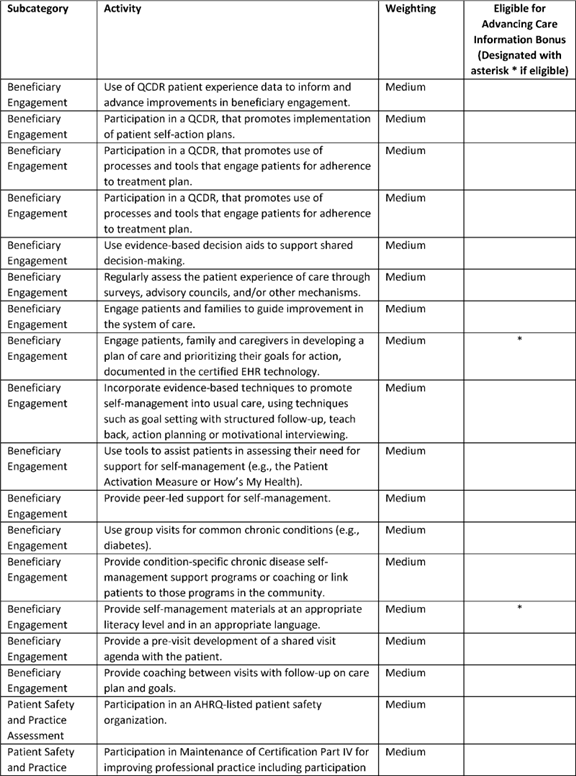 Subcategory Activity Weighting Eligible for
Advancing Care
Information Bonus
(Designated with
asterisk * if eligible)
Beneficiary Use of QCDR patient experience data to inform and Medium
Engagement advance improvements in beneficiary engagement.
Beneficiary Participation in a QCDR, that promotes implementation Medium
Engagement of patient self-action plans.
Beneficiary Participation in a QCDR, that promotes use of Medium
Engagement processes and tools that engage patients for adherence
to treatment plan.
Beneficiary Participation in a QCDR, that promotes use of Medium
Engagement processes and tools that engage patients for adherence
to treatment plan.
Beneficiary Use evidence-based decision aids to support shared Medium
Engagement decision-making.
Beneficiary Regularly assess the patient experience of care through Medium
Engagement surveys, advisory councils, and/or other mechanisms.
Beneficiary Engage patients and families to guide improvement in Medium
Engagement the system of care.
Beneficiary Engage patients, family and caregivers in developing a Medium *
Engagement plan of care and prioritizing their goals for action,
documented in the certified EHR technology.
Beneficiary Incorporate evidence-based techniques to promote Medium
Engagement self-management into usual care, using techniques
such as goal setting with structured follow-up, teach
back, action planning or motivational interviewing.
Beneficiary Use tools to assist patients in assessing their need for Medium
Engagement support for self-management (e.g., the Patient
Activation Measure or How's My Health).
Beneficiary Provide peer-led support for self-management. Medium
Engagement
Beneficiary Use group visits for common chronic conditions (e.g., Medium
Engagement diabetes).
Beneficiary Provide condition-specific chronic disease self- Medium
Engagement management support programs or coaching or link
patients to those programs in the community.
Beneficiary Provide self-management materials at an appropriate Medium *
Engagement literacy level and in an appropriate language.
Beneficiary Provide a pre-visit development of a shared visit Medium
Engagement agenda with the patient.
Beneficiary Provide coaching between visits with follow-up on care Medium
Engagement plan and goals.
Patient Safety Participation in an AHRQ-listed patient safety Medium
and Practice organization.
Assessment
Patient Safety Participation in Maintenance of Certification Part IV for Medium
and Practice improving professional practice including participation